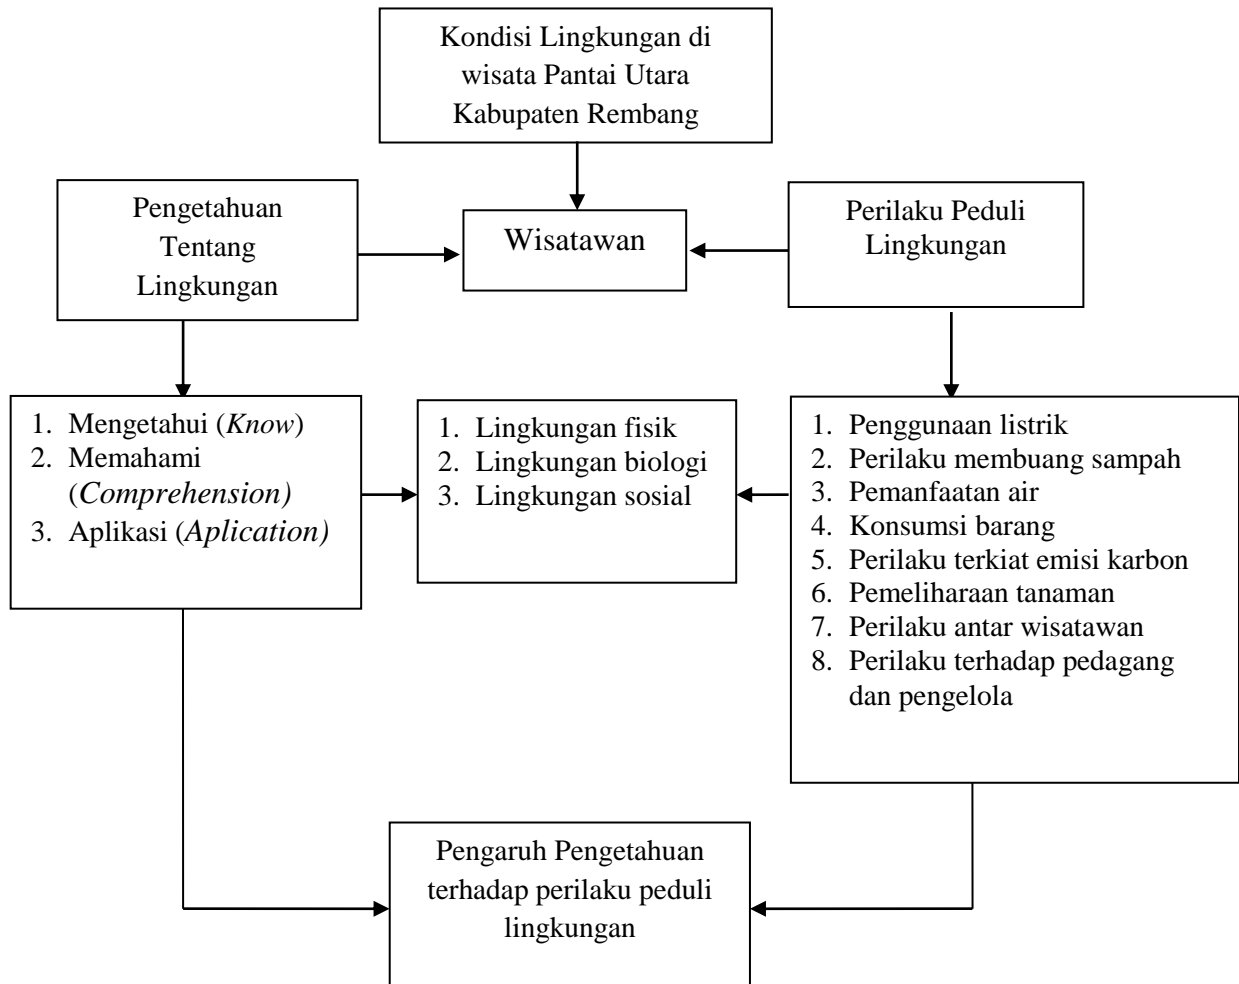 Kondisi Lingkungan di
wisata Pantai Utara
Kabupaten Rembang
Pengetahuan
Tentang
Lingkungan
Wisatawan
Perilaku Peduli
Lingkungan
1. Mengetahui (Know)
2. Memahami
(Comprehension)
3. Aplikasi (Aplication)
1. Lingkungan fisik
2. Lingkungan biologi
3. Lingkungan sosial
1. Penggunaan listrik
2. Perilaku membuang sampah
3. Pemanfaatan air
4. Konsumsi barang
5. Perilaku terkiat emisi karbon
6. Pemeliharaan tanaman
7. Perilaku antar wisatawan
8. Perilaku terhadap pedagang
dan pengelola
Pengaruh Pengetahuan
terhadap perilaku peduli
lingkungan